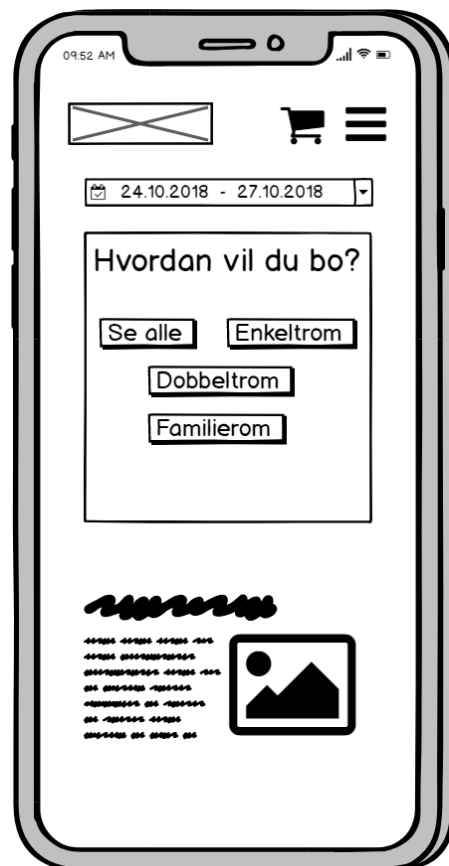 09:52 AM
24.10.2018 - 27.10.2018
Hvordan vil du bo?
Se alle
Enkeltrom
Dobbeltrom
Familierom